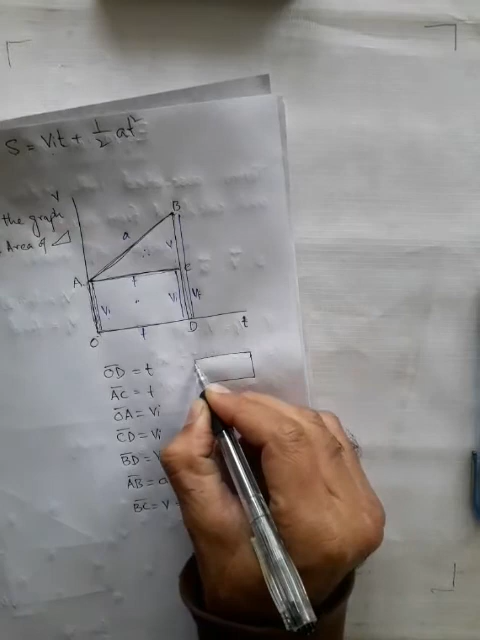 S = Vit + 1/2 at²
V
the graph
Area of ⊿
B
a
V
A
t
C
Vi
Vi
Vf
O
t
D
t
OD = t
AC = t
OA = Vi
CD = Vi
BD =
AB = a
BC = V